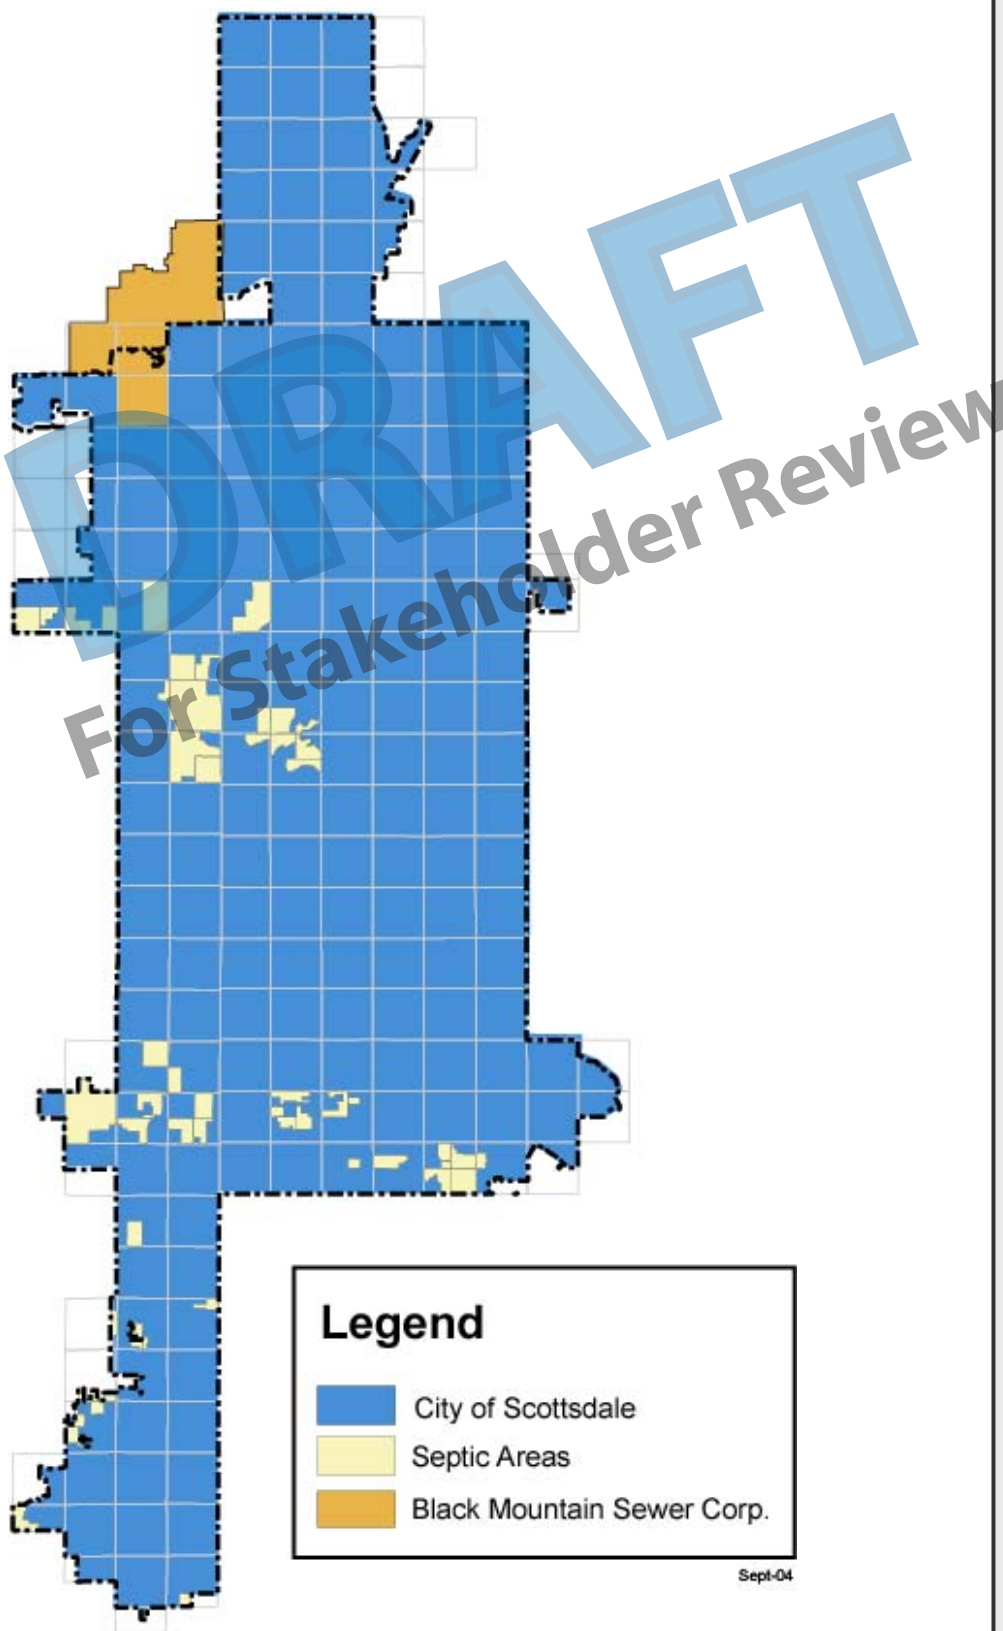 DRAFT
For Stakeholder Review
Legend
City of Scottsdale
Septic Areas
Black Mountain Sewer Corp.
Sept-04